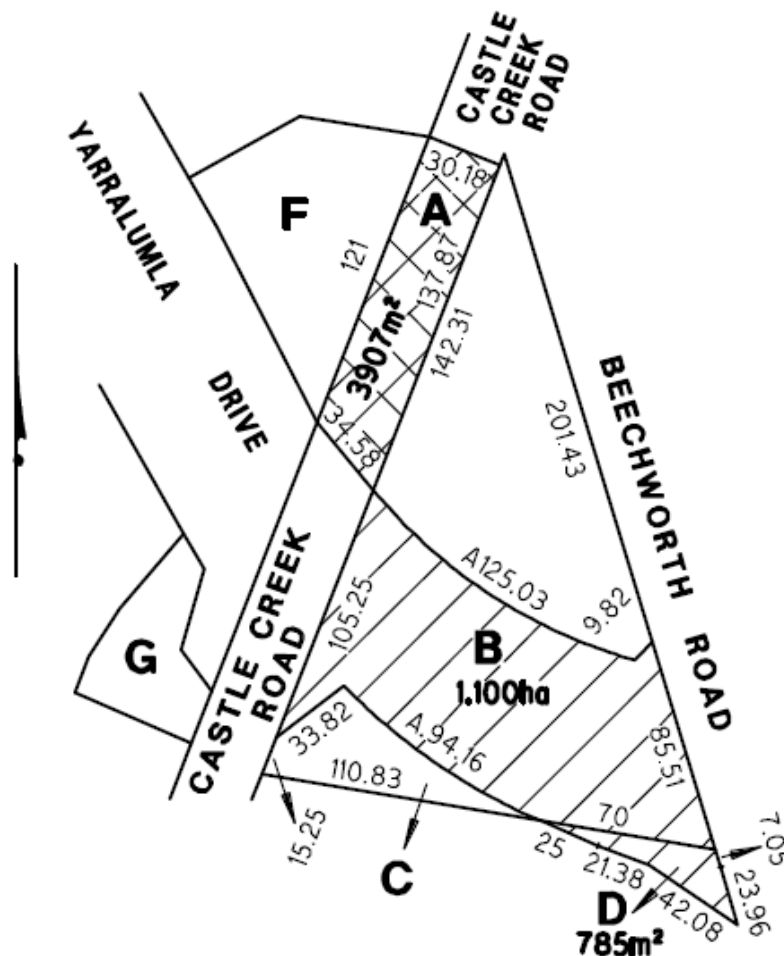 CASTLE
CREEK
ROAD
YARRALUMLA
DRIVE
F
A
30.18
121
137.87
142.31
3907m²
34.58
201.43
BEECHWORTH ROAD
A125.03
9.82
105.25
B
1.100ha
G
CASTLE CREEK
ROAD
33.82
A.94.16
85.51
110.83
70
7.05
15.25
25
21.38
23.96
C
D
42.08
785m²